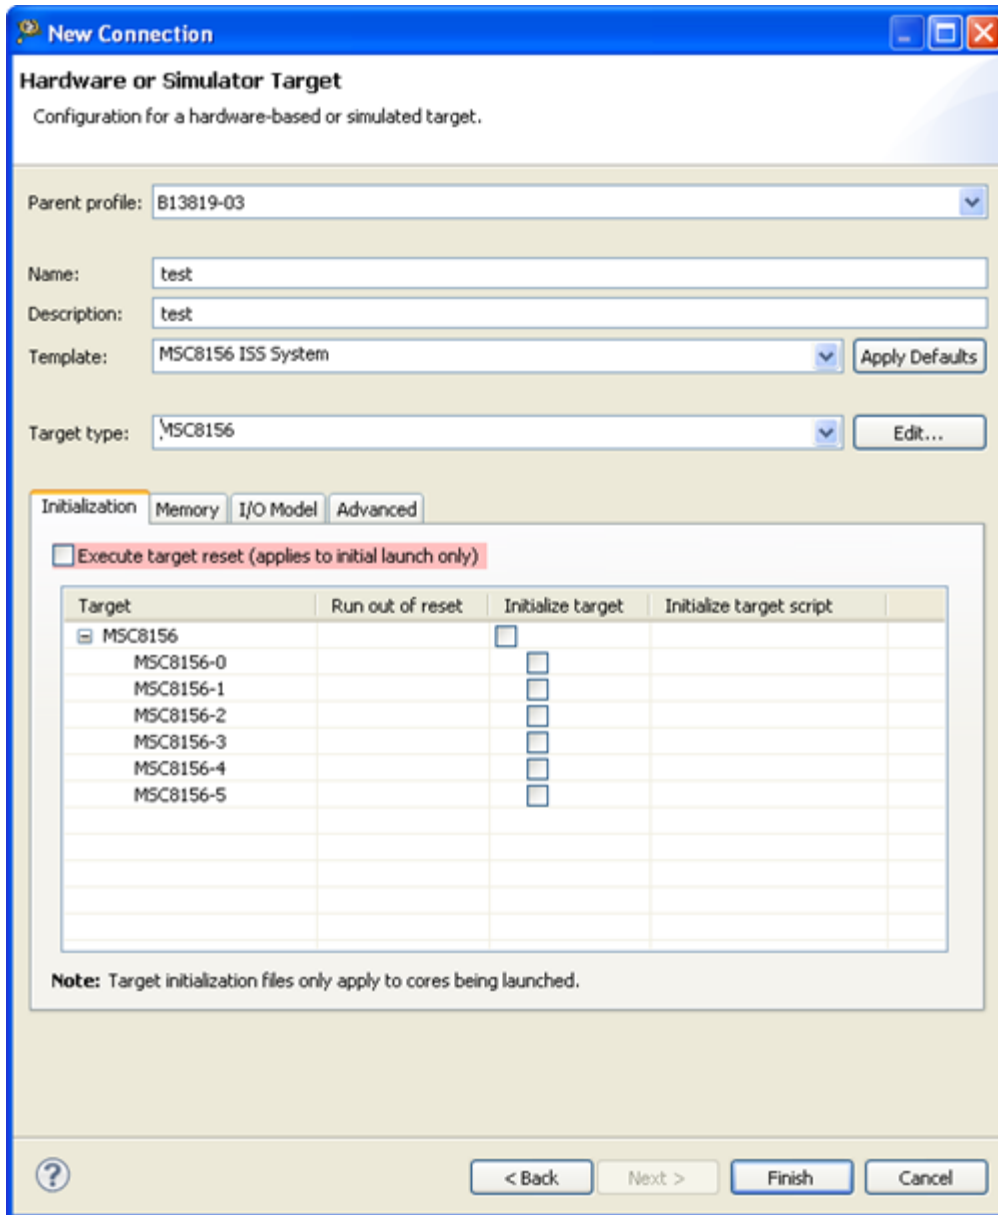 New Connection
Hardware or Simulator Target
Configuration for a hardware-based or simulated target.
Parent profile: B13819-03
Name: test
Description: test
Template: MSC8156 ISS System Apply Defaults
Target type: MSC8156 Edit...
Initialization Memory I/O Model Advanced
Execute target reset (applies to initial launch only)
Target Run out of reset Initialize target Initialize target script
MSC8156
MSC8156-0
MSC8156-1
MSC8156-2
MSC8156-3
MSC8156-4
MSC8156-5
Note: Target initialization files only apply to cores being launched.
? < Back Next > Finish Cancel